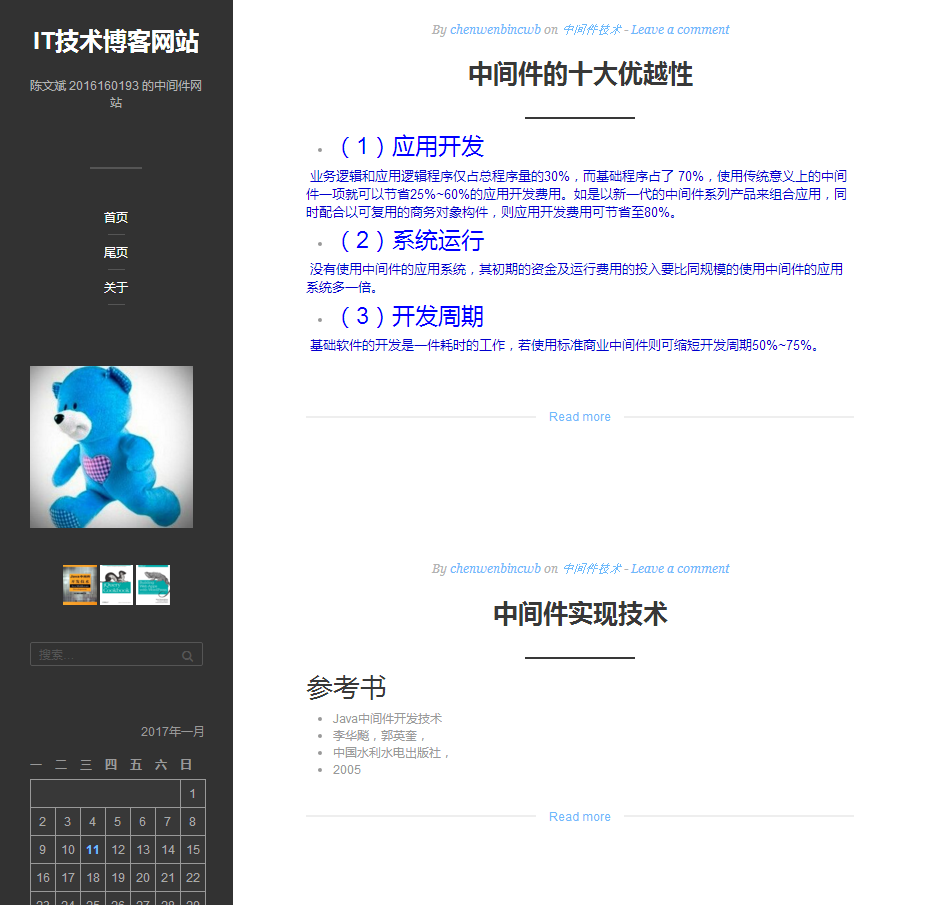 IT技术博客网站
陈文斌 2016160193 的中间件网
站
首页
尾页
关于
搜索…
2017年一月
一 二 三 四 五 六 日
1
2 3 4 5 6 7 8
9 10 11 12 13 14 15
16 17 18 19 20 21 22
23 24 25 26 27 28 29
By chenwenbincwb on 中间件技术 - Leave a comment
中间件的十大优越性
（1）应用开发
业务逻辑和应用逻辑程序仅占总程序量的30%，而基础程序占了 70%，使用传统意义上的中间
件一项就可以节省25%~60%的应用开发费用。如是以新一代的中间件系列产品来组合应用，同
时配合以可复用的商务对象构件，则应用开发费用可节省至80%。
（2）系统运行
没有使用中间件的应用系统，其初期的资金及运行费用的投入要比同规模的使用中间件的应用
系统多一倍。
（3）开发周期
基础软件的开发是一件耗时的工作，若使用标准商业中间件则可缩短开发周期50%~75%。
Read more
By chenwenbincwb on 中间件技术 - Leave a comment
中间件实现技术
参考书
Java中间件开发技术
李华飚，郭英奎，
中国水利水电出版社，
2005
Read more